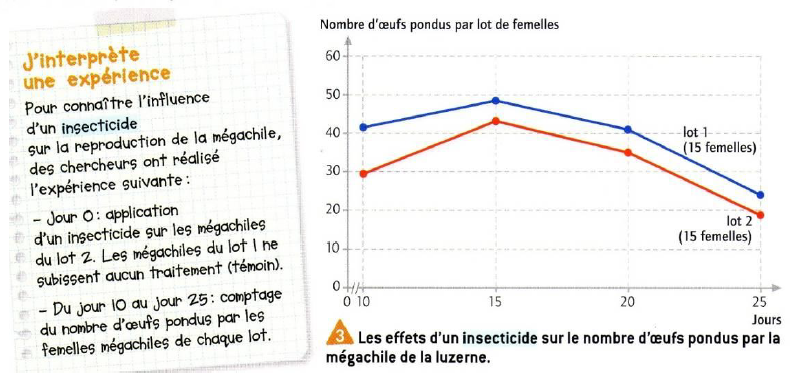 J'interprète
une expérience
Pour connaître l'influence
d'un insecticide
sur la reproduction de la mégachile,
des chercheurs ont réalisé
l'expérience suivante :
– Jour 0 : application
d'un insecticide sur les mégachiles
du lot 2. Les mégachiles du lot 1 ne
subissent aucun traitement (témoin).
– Du jour 10 au jour 25 : comptage
du nombre d'œufs pondus par les
femelles mégachiles de chaque lot.
Nombre d'œufs pondus par lot de femelles
60
50
40
30
20
10
0
0 10 15 20 25
Jours
lot 1
(15 femelles)
lot 2
(15 femelles)
3 Les effets d'un insecticide sur le nombre d'œufs pondus par la
mégachile de la luzerne.